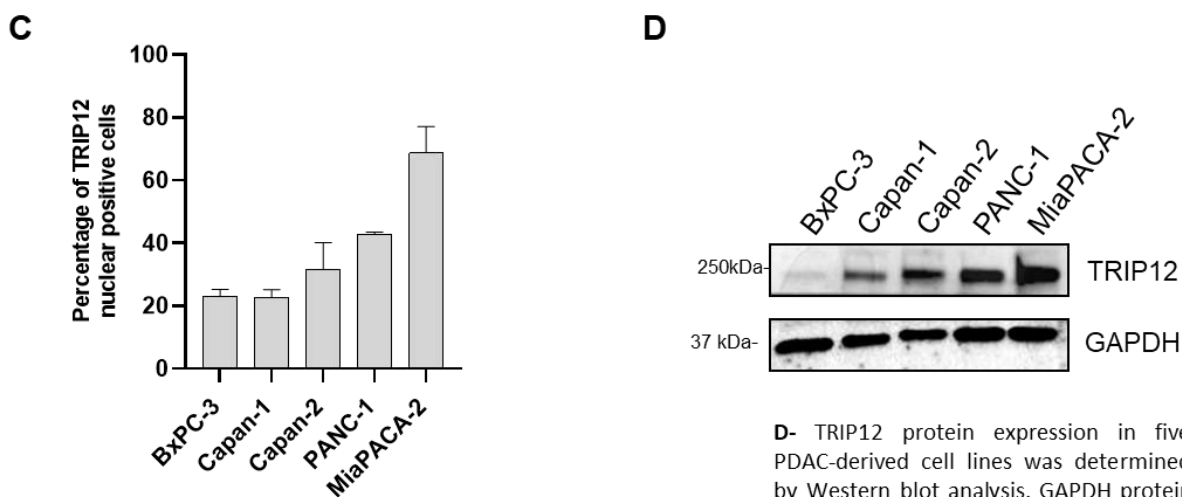 C
Percentage of TRIP12
nuclear positive cells
100
80
60
40
20
0
BxPC-3
Capan-1
Capan-2
PANC-1
MiaPACA-2
D
BxPC-3
Capan-1
Capan-2
PANC-1
MiaPACA-2
250kDa-
TRIP12
37 kDa-
GAPDH
D- TRIP12 protein expression in five
PDAC-derived cell lines was determined
by Western blot analysis. GAPDH protein